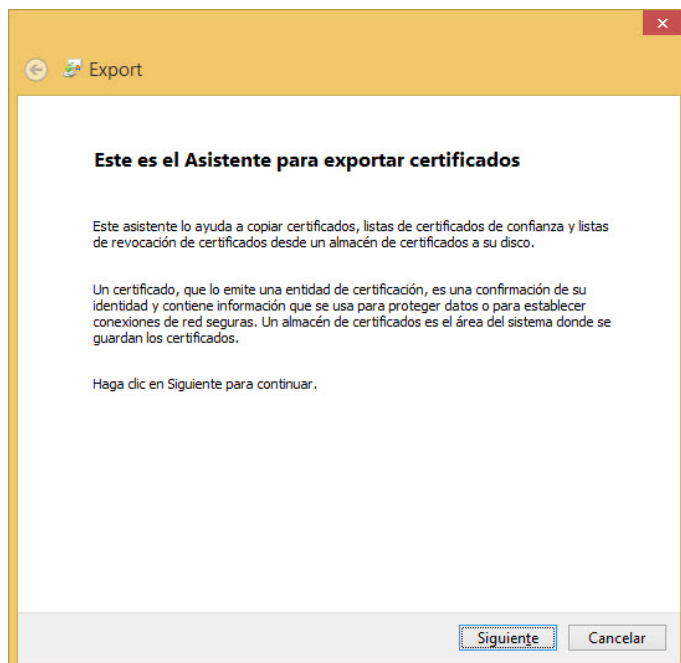 Export
Este es el Asistente para exportar certificados
Este asistente lo ayuda a copiar certificados, listas de certificados de confianza y listas
de revocación de certificados desde un almacén de certificados a su disco.
Un certificado, que lo emite una entidad de certificación, es una confirmación de su
identidad y contiene información que se usa para proteger datos o para establecer
conexiones de red seguras. Un almacén de certificados es el área del sistema donde se
guardan los certificados.
Haga clic en Siguiente para continuar.
Siguiente Cancelar